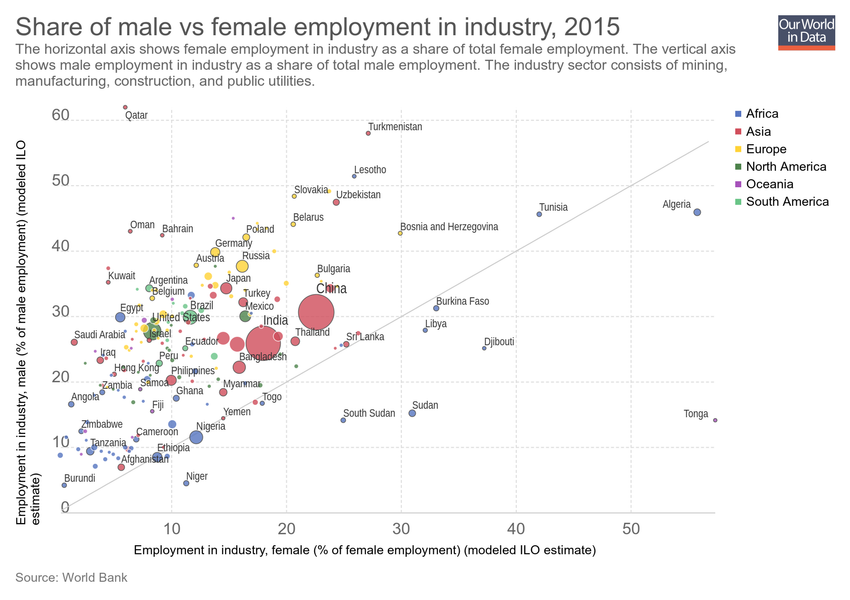 Share of male vs female employment in industry, 2015
Our World
in Data
The horizontal axis shows female employment in industry as a share of total female employment. The vertical axis
shows male employment in industry as a share of total male employment. The industry sector consists of mining,
manufacturing, construction, and public utilities.
Employment in industry, male (% of male employment) (modeled ILO
estimate)
60
50
40
30
20
10
0
Qatar
Turkmenistan
Lesotho
Slovakia
Uzbekistan
Tunisia
Algeria
Belarus
Oman
Bahrain
Poland
Bosnia and Herzegovina
Germany
Austria
Russia
Kuwait
Bulgaria
Argentina
Japan
China
Belgium
Turkey
Egypt
Brazil
Mexico
Burkina Faso
United States
India
Libya
Saudi Arabia
Israel
Ecuador
Thailand
Sri Lanka
Djibouti
Iraq
Peru
Bangladesh
Hong Kong
Philippines
Zambia
Samoa
Ghana
Myanmar
Angola
Fiji
Yemen
Togo
South Sudan
Sudan
Tonga
Zimbabwe
Cameroon
Nigeria
Tanzania
Ethiopia
Afghanistan
Burundi
Niger
10
20
30
40
50
Employment in industry, female (% of female employment) (modeled ILO estimate)
Africa
Asia
Europe
North America
Oceania
South America
Source: World Bank